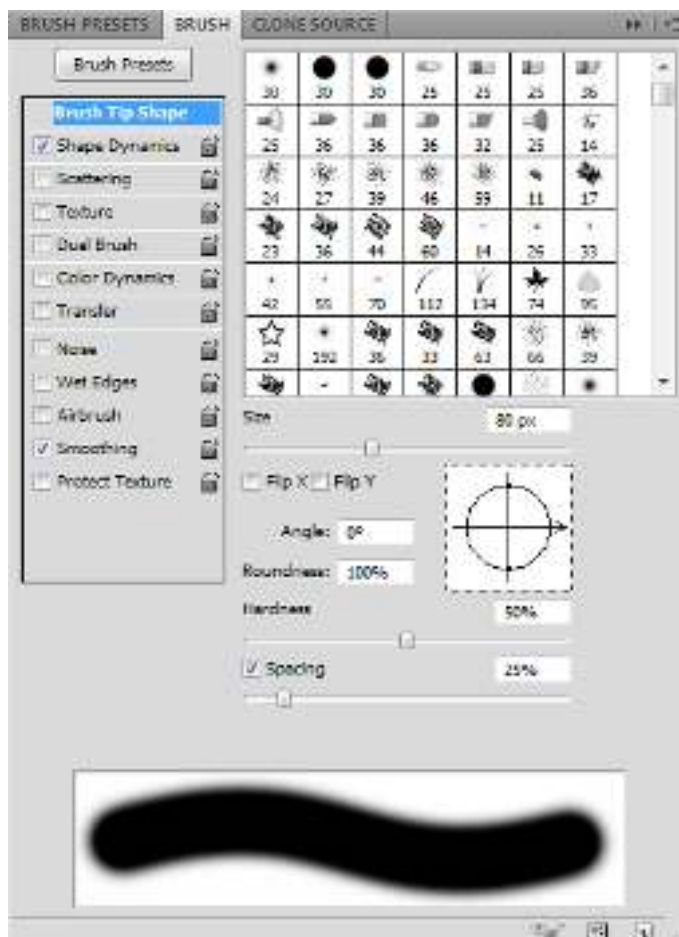 BRUSH PRESETS BRUSH CLONE SOURCE
Brush Presets
Brush Tip Shape
Shape Dynamics
Scattering
Texture
Dual Brush
Color Dynamics
Transfer
Noise
Wet Edges
Airbrush
Smoothing
Protect Texture
30 30 30 25 25 25 36
25 36 36 36 32 25 14
24 27 39 46 59 11 17
23 36 44 60 14 26 33
42 55 70 112 134 74 95
29 192 36 33 63 66 39
Size 80 px
Flip X Flip Y
Angle: 0º
Roundness: 100%
Hardness 50%
Spacing 25%